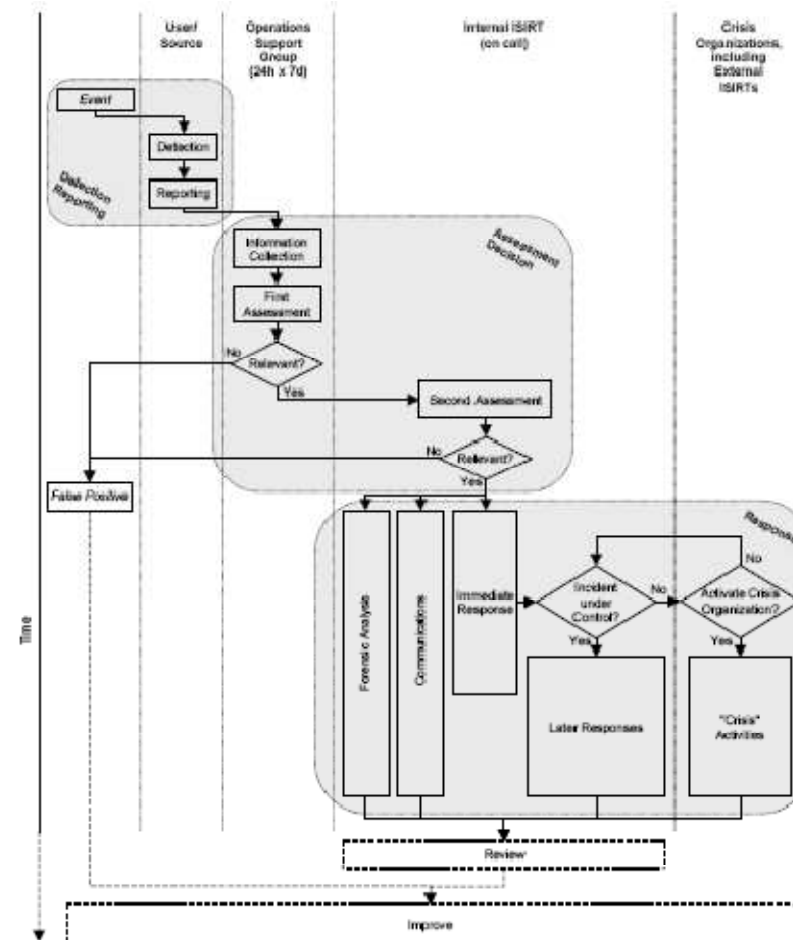 User/
Source
Operations
Support
Group
(24h x 7d)
Internal ISIRT
(on call)
Crisis
Organizations,
including
External
ISIRTs
Event
Detection
Reporting
Detection
Reporting
Information
Collection
First
Assessment
Assessment
Decision
No
Relevant?
Yes
Second Assessment
No
Relevant?
Yes
False Positive
Response
Forensic Analysis
Communications
Immediate
Response
Incident
under
Control?
No
Yes
No
Activate Crisis
Organization?
Yes
Later Responses
"Crisis"
Activities
Time
Review
Improve